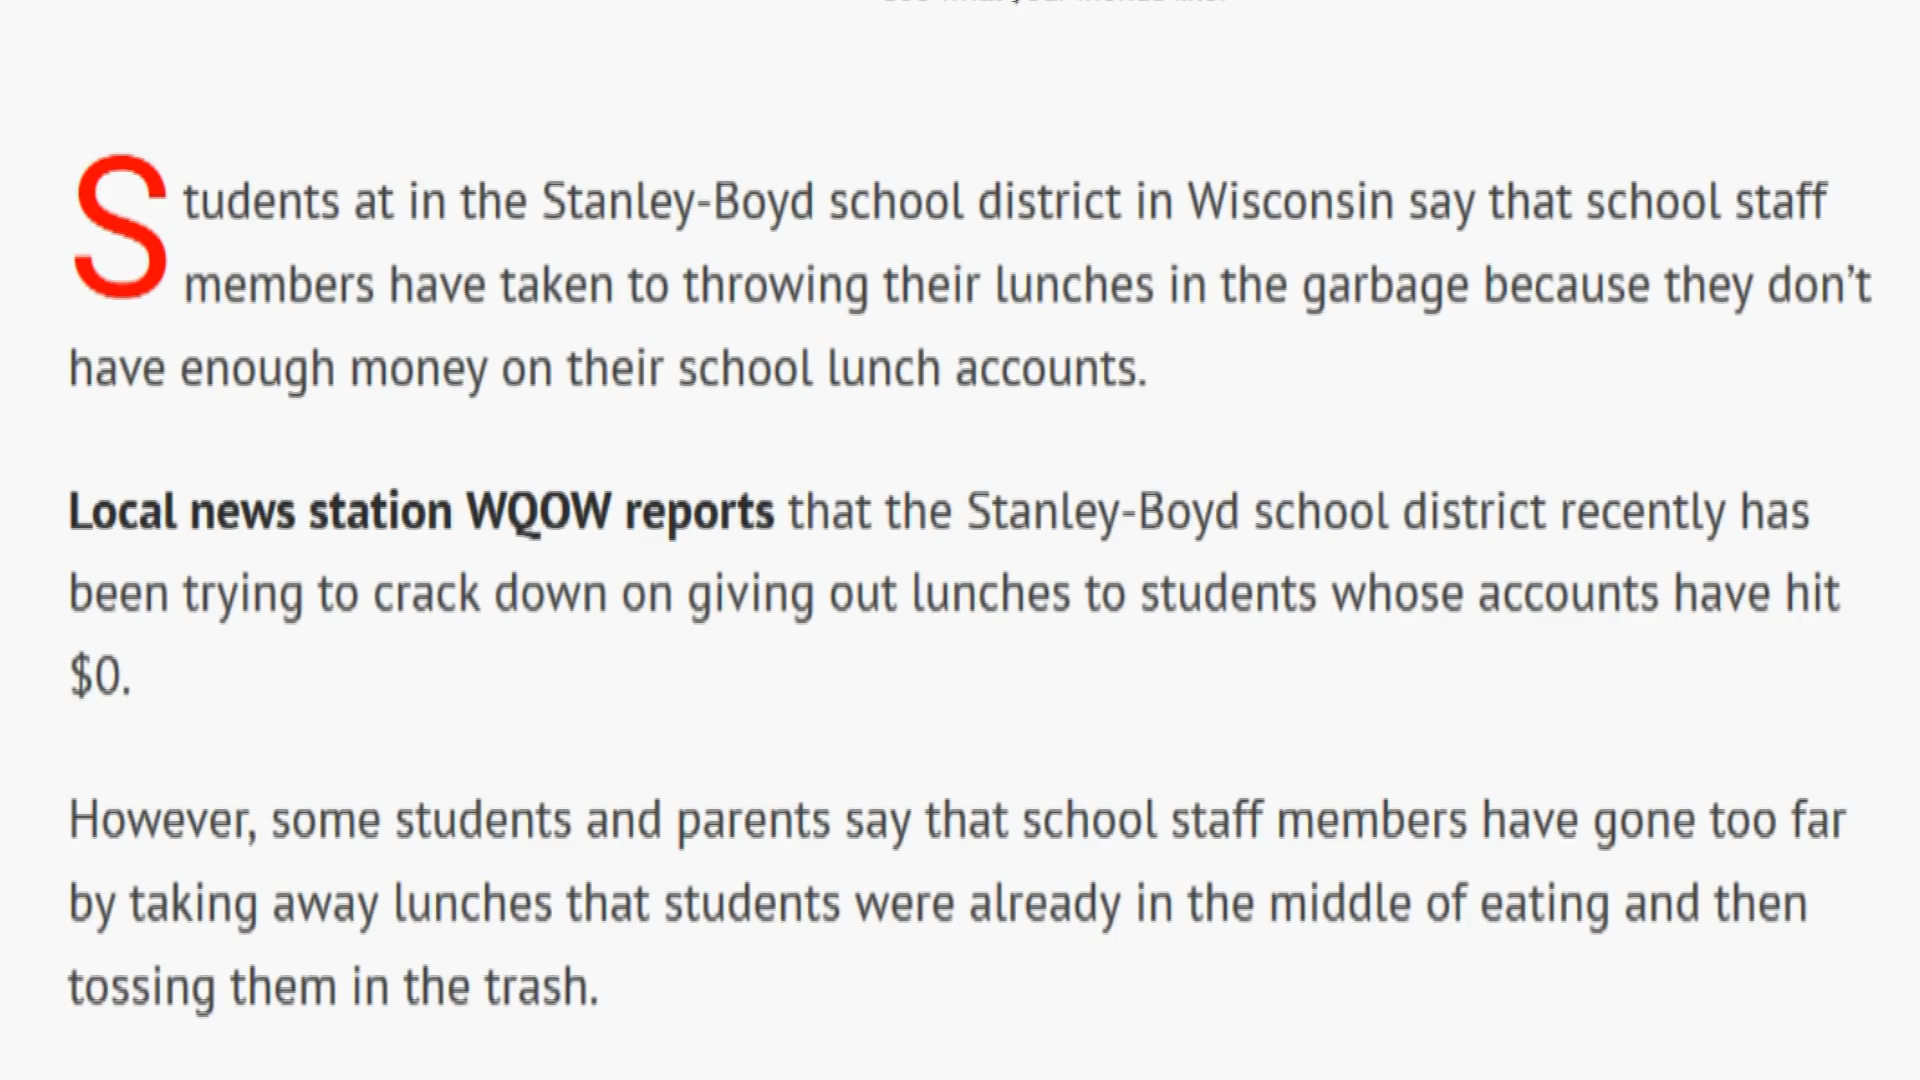 Students at in the Stanley-Boyd school district in Wisconsin say that school staff
members have taken to throwing their lunches in the garbage because they don’t
have enough money on their school lunch accounts.
Local news station WQOW reports that the Stanley-Boyd school district recently has
been trying to crack down on giving out lunches to students whose accounts have hit
$0.
However, some students and parents say that school staff members have gone too far
by taking away lunches that students were already in the middle of eating and then
tossing them in the trash.